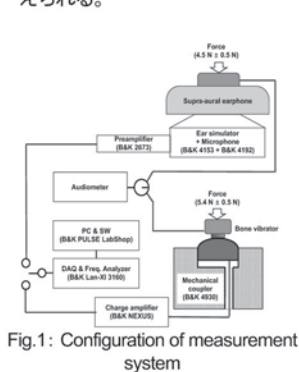 えられる。
Force
(4.5 N ± 0.5 N)
Supra-aural earphone
Preamplifier
(B&K 2673)
Ear simulator
+ Microphone
(B&K 4153 + B&K 4192)
Audiometer
Force
(5.4 N ± 0.5 N)
Bone vibrator
PC & SW
(B&K PULSE LabShop)
DAQ & Freq. Analyzer
(B&K Lan-XI 3160)
Mechanical
coupler
(B&K 4930)
Charge amplifier
(B&K NEXUS)
Fig.1: Configuration of measurement
system